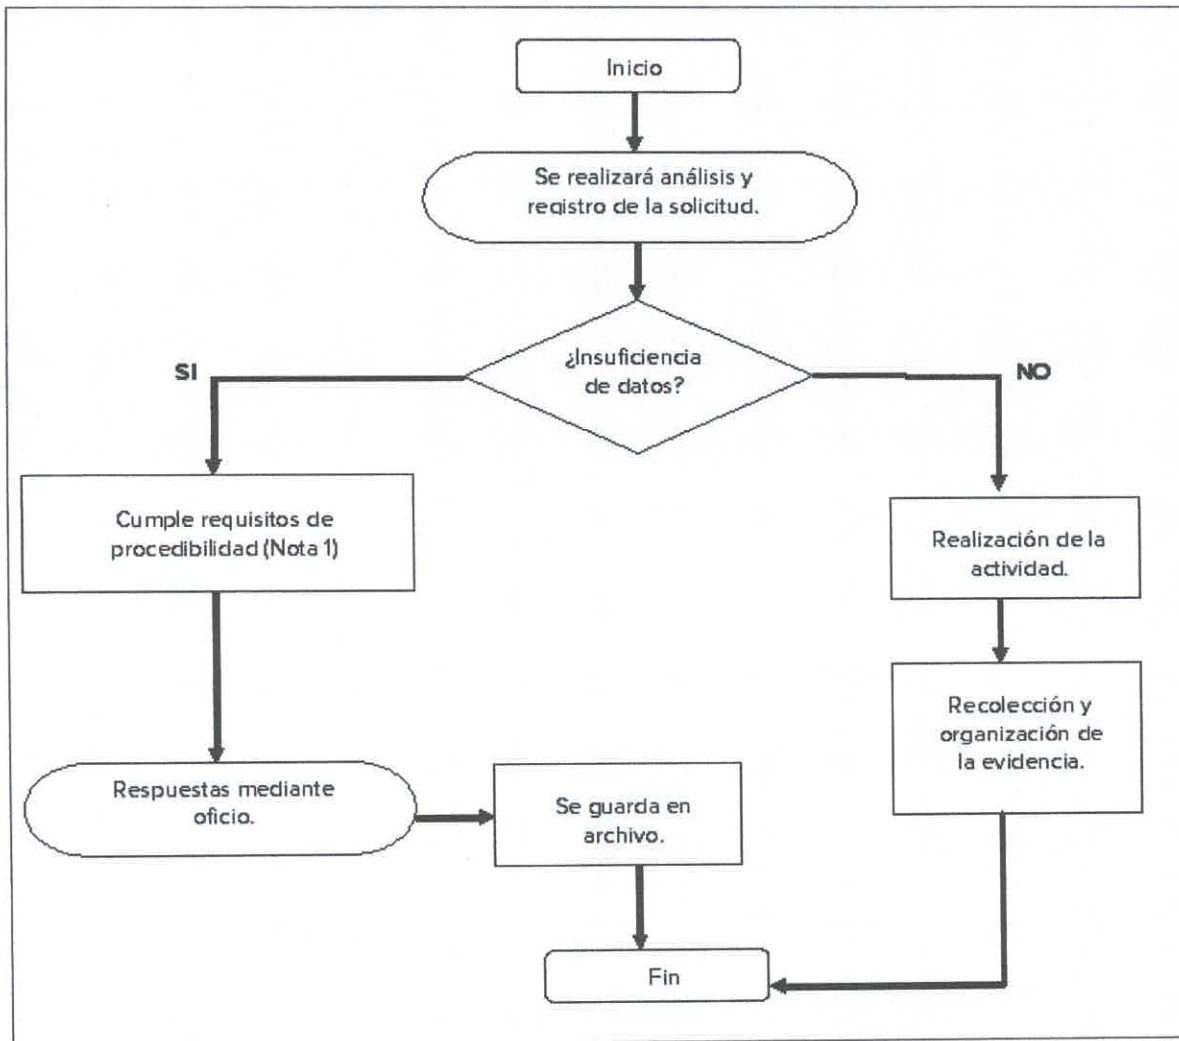 Inicio
Se realizará análisis y
registro de la solicitud.
¿Insuficiencia
de datos?
SI
NO
Cumple requisitos de
procedibilidad (Nota 1)
Realización de la
actividad.
Recolección y
organización de
la evidencia.
Respuestas mediante
oficio.
Se guarda en
archivo.
Fin